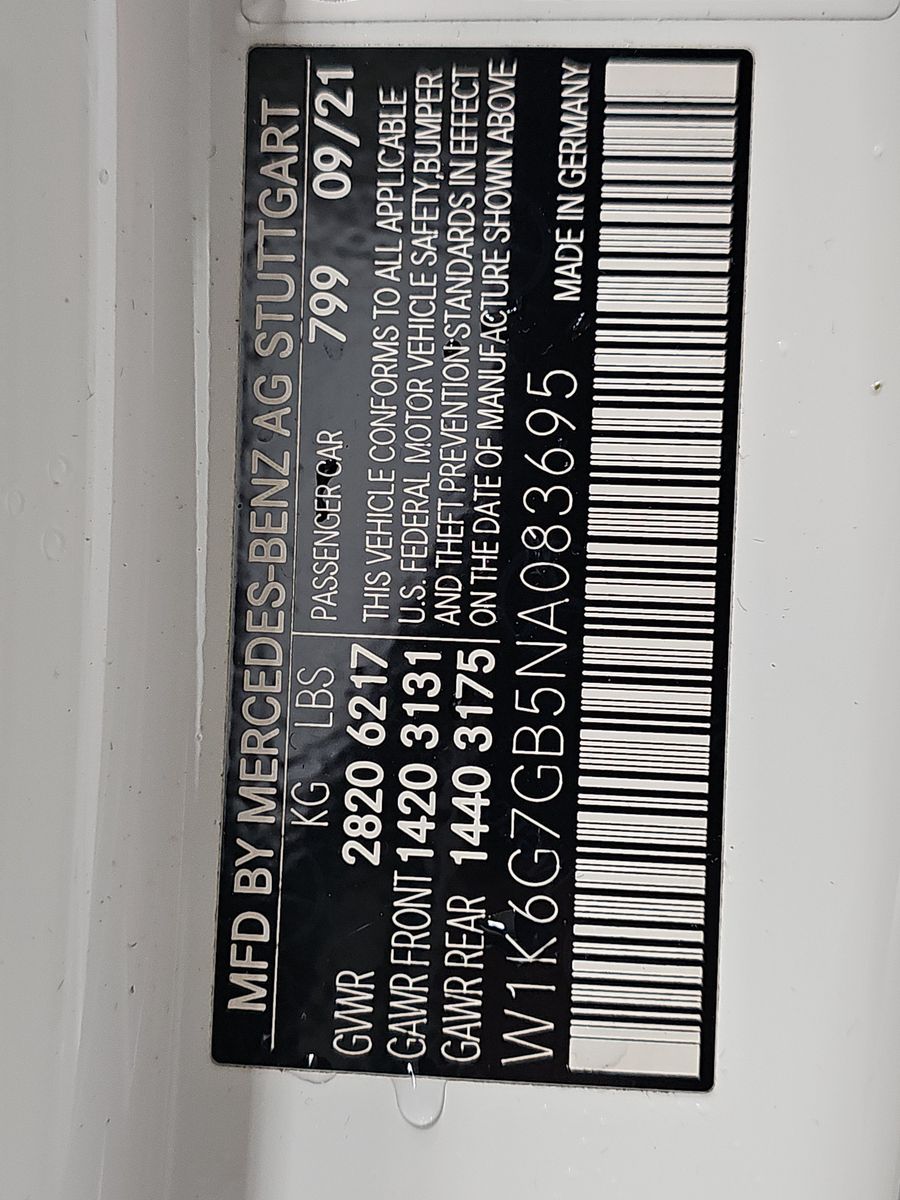 MFD BY MERCEDES-BENZ AG STUTTGART
KG LBS PASSENGER CAR 799 09/21
GVWR 2820 6217
GAWR FRONT 1420 3131
GAWR REAR 1440 3175
THIS VEHICLE CONFORMS TO ALL APPLICABLE
U.S. FEDERAL MOTOR VEHICLE SAFETY,BUMPER
AND THEFT PREVENTION STANDARDS IN EFFECT
ON THE DATE OF MANUFACTURE SHOWN ABOVE
W1K6G7GB5NA083695 MADE IN GERMANY